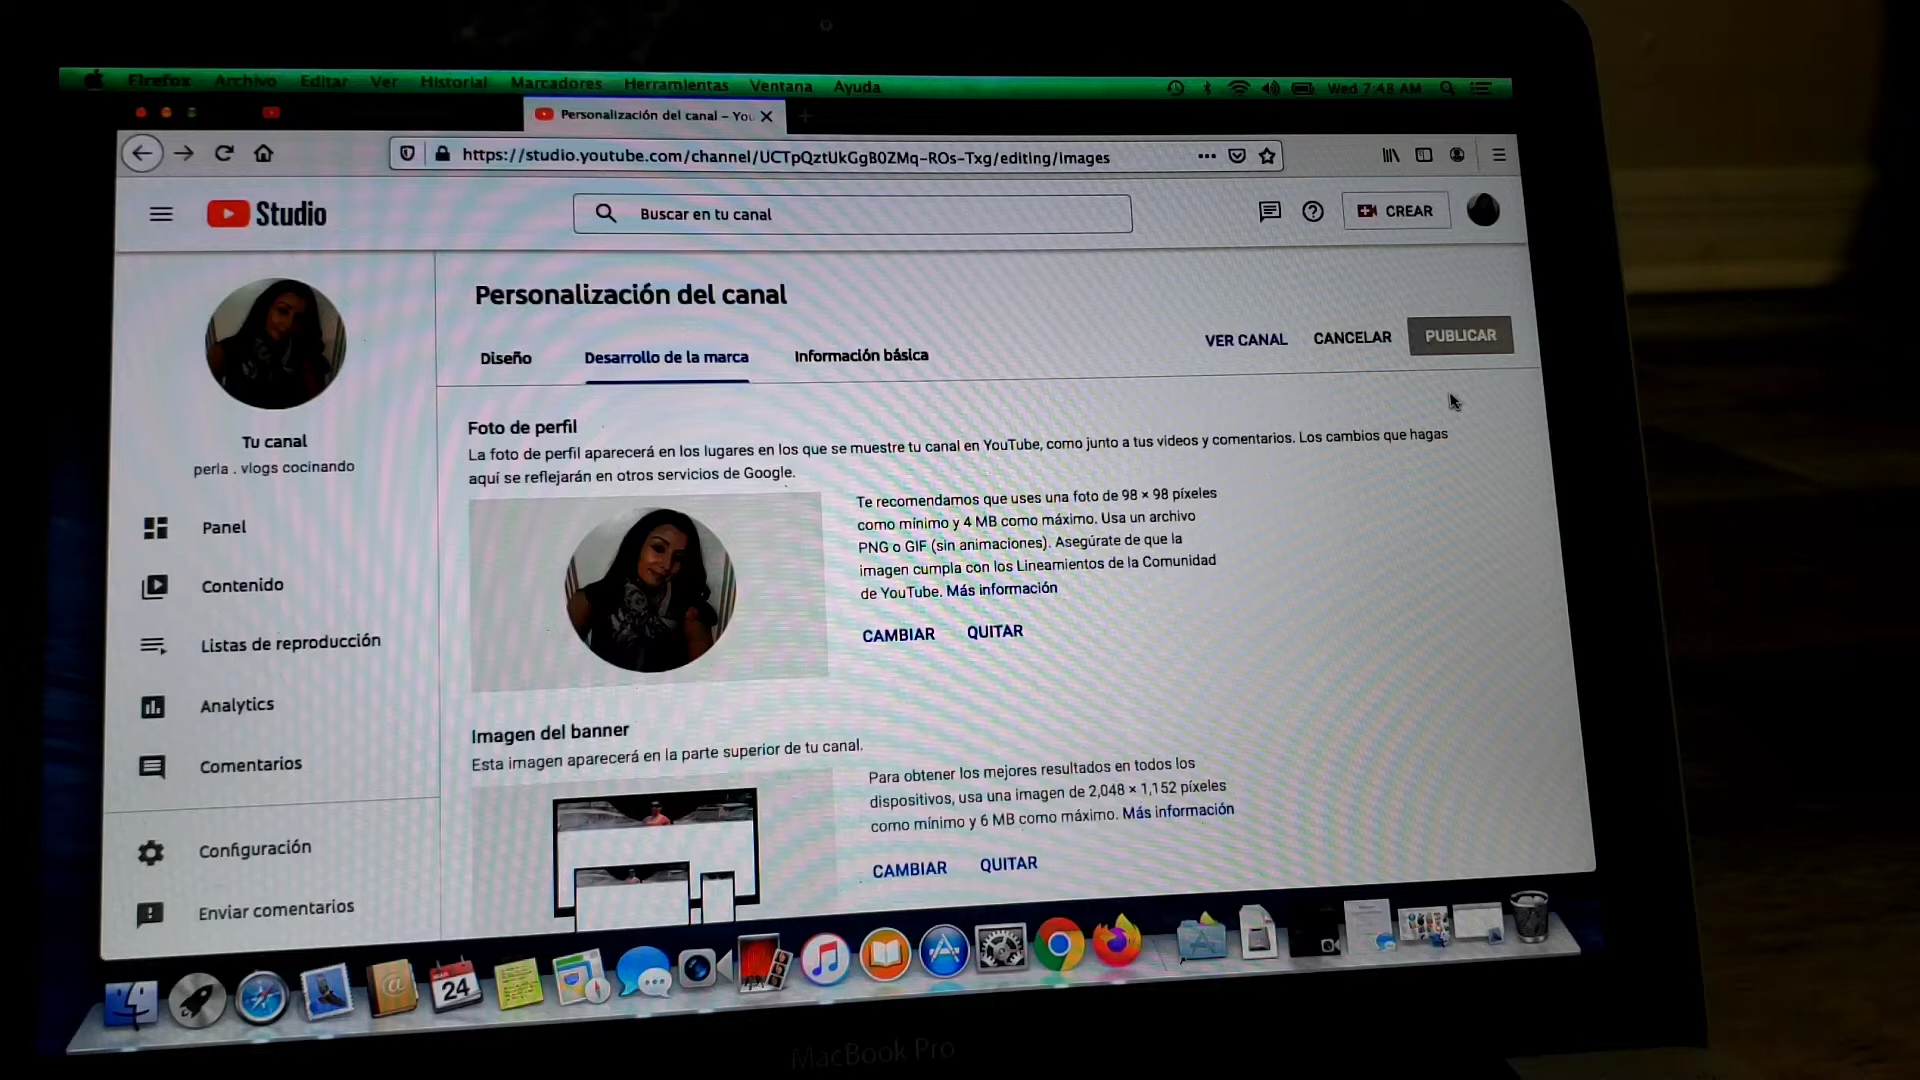 Firefox Archivo Editar Ver Historial Marcadores Herramientas Ventana Ayuda
Wed 7:48 AM
Personalización del canal – You
https://studio.youtube.com/channel/UCTpQztUkGgB0ZMq-ROs-Txg/editing/images
Studio
Buscar en tu canal
CREAR
Personalización del canal
VER CANAL CANCELAR PUBLICAR
Diseño Desarrollo de la marca Información básica
Tu canal
perla . vlogs cocinando
Panel
Contenido
Listas de reproducción
Analytics
Comentarios
Configuración
Enviar comentarios
Foto de perfil
La foto de perfil aparecerá en los lugares en los que se muestre tu canal en YouTube, como junto a tus videos y comentarios. Los cambios que hagas
aquí se reflejarán en otros servicios de Google.
Te recomendamos que uses una foto de 98 × 98 píxeles
como mínimo y 4 MB como máximo. Usa un archivo
PNG o GIF (sin animaciones). Asegúrate de que la
imagen cumpla con los Lineamientos de la Comunidad
de YouTube. Más información
CAMBIAR QUITAR
Imagen del banner
Esta imagen aparecerá en la parte superior de tu canal.
Para obtener los mejores resultados en todos los
dispositivos, usa una imagen de 2,048 × 1,152 píxeles
como mínimo y 6 MB como máximo. Más información
CAMBIAR QUITAR
24
MacBook Pro